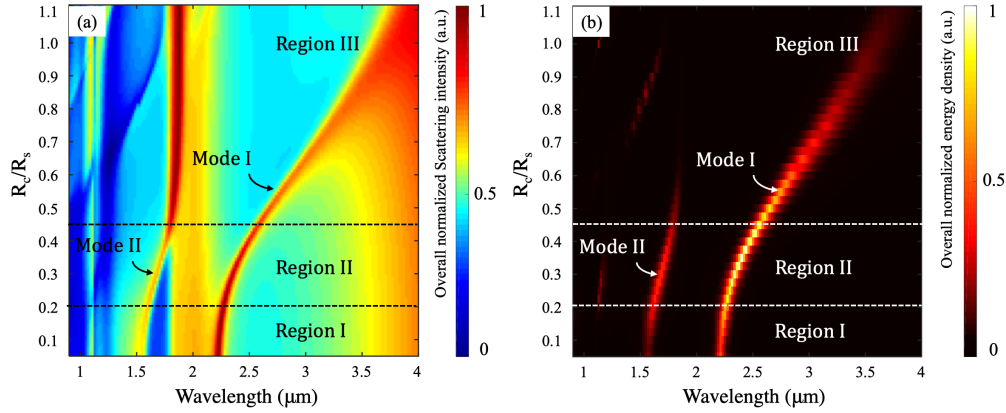 (a)
Region III
Mode I
Mode II
Region II
Region I
1.1
1.0
0.9
0.8
0.7
0.6
0.5
0.4
0.3
0.2
0.1
Rc/Rs
1
1.5
2
2.5
3
3.5
4
Wavelength (μm)
1
0.5
0
Overall normalized Scattering intensity (a.u.)
(b)
Region III
Mode I
Mode II
Region II
Region I
1.1
1.0
0.9
0.8
0.7
0.6
0.5
0.4
0.3
0.2
0.1
Rc/Rs
1
1.5
2
2.5
3
3.5
4
Wavelength (μm)
1
0.5
0
Overall normalized energy density (a.u.)